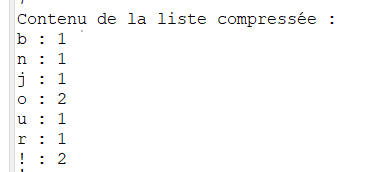 Contenu de la liste compressée :
b : 1
n : 1
j : 1
o : 2
u : 1
r : 1
! : 2